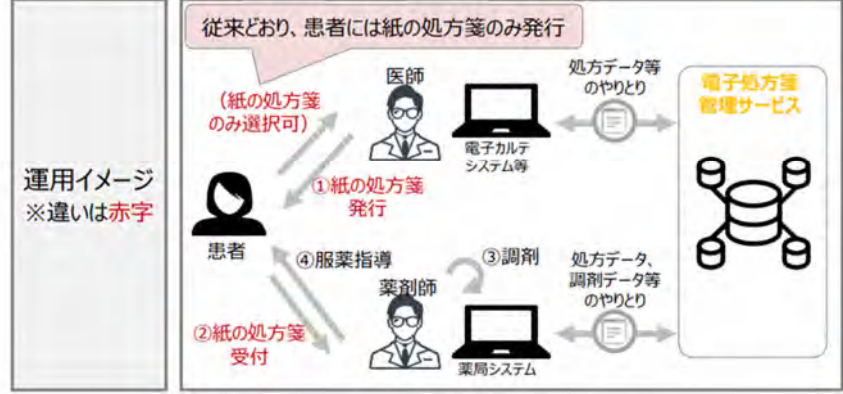 従来どおり、患者には紙の処方箋のみ発行
運用イメージ
※違いは赤字
(紙の処方箋
のみ選択可)
医師
電子カルテ
システム等
処方データ等
のやりとり
電子処方箋
管理サービス
①紙の処方箋
発行
患者
④服薬指導
薬剤師
③調剤
処方データ、
調剤データ等
のやりとり
②紙の処方箋
受付
薬局システム